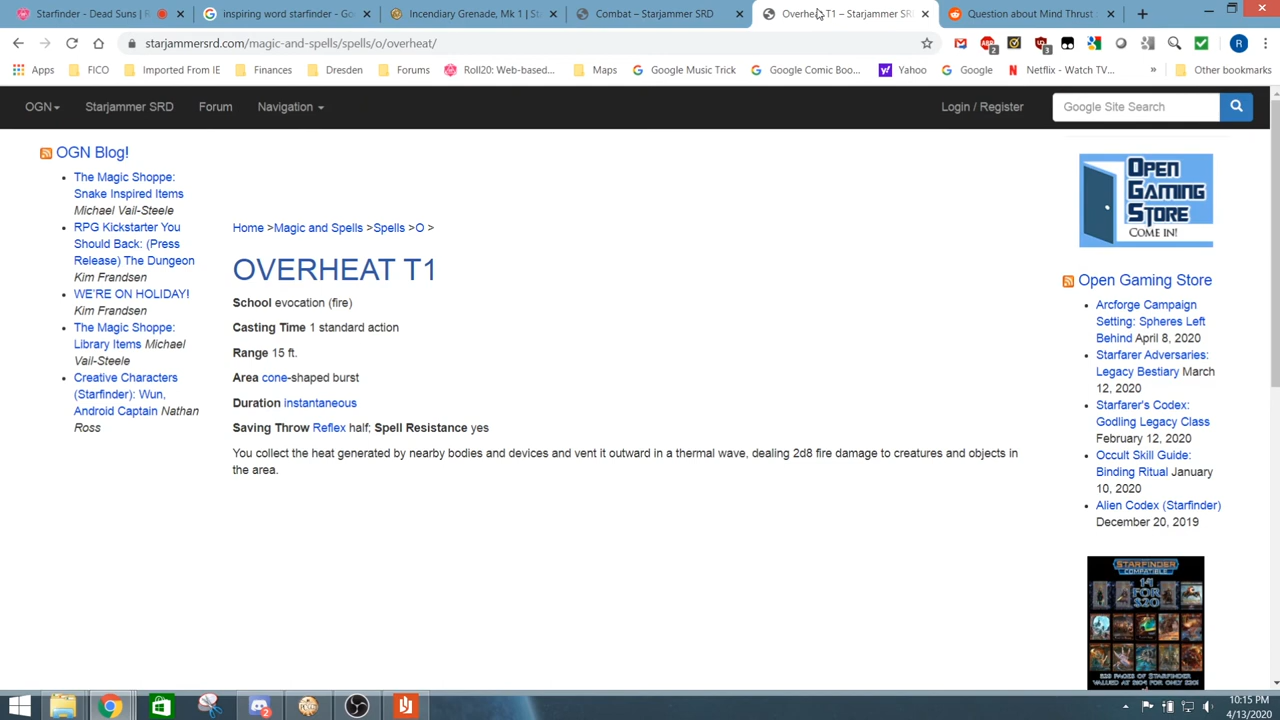 Starfinder - Dead Suns | R
inspiring word starfinder - Go
Incendiary Grenade, Mk 1 | St
Combat – Starjammer SRD
Overheat T1 – Starjammer SR
Question about Mind Thrust :
starjammersrd.com/magic-and-spells/spells/o/overheat/
Apps
FICO
Imported From IE
Finances
Dresden
Forums
Roll20: Web-based...
Maps
Google Music Trick
Google Comic Boo...
Yahoo
Google
Netflix - Watch TV...
»
Other bookmarks
OGN
Starjammer SRD
Forum
Navigation
Login / Register
Google Site Search
OGN Blog!
The Magic Shoppe:
Snake Inspired Items
Michael Vail-Steele
RPG Kickstarter You
Should Back: (Press
Release) The Dungeon
Kim Frandsen
WE'RE ON HOLIDAY!
Kim Frandsen
The Magic Shoppe:
Library Items Michael
Vail-Steele
Creative Characters
(Starfinder): Wun,
Android Captain Nathan
Ross
Home >Magic and Spells >Spells >O >
OVERHEAT T1
School evocation (fire)
Casting Time 1 standard action
Range 15 ft.
Area cone-shaped burst
Duration instantaneous
Saving Throw Reflex half; Spell Resistance yes
You collect the heat generated by nearby bodies and devices and vent it outward in a thermal wave, dealing 2d8 fire damage to creatures and objects in
the area.
OPEN
GAMING
STORE
COME IN!
Open Gaming Store
Arcforge Campaign
Setting: Spheres Left
Behind April 8, 2020
Starfarer Adversaries:
Legacy Bestiary March
12, 2020
Starfarer's Codex:
Godling Legacy Class
February 12, 2020
Occult Skill Guide:
Binding Ritual January
10, 2020
Alien Codex (Starfinder)
December 20, 2019
STARFINDER
COMPATIBLE
14
FOR
$20
10:15 PM
4/13/2020